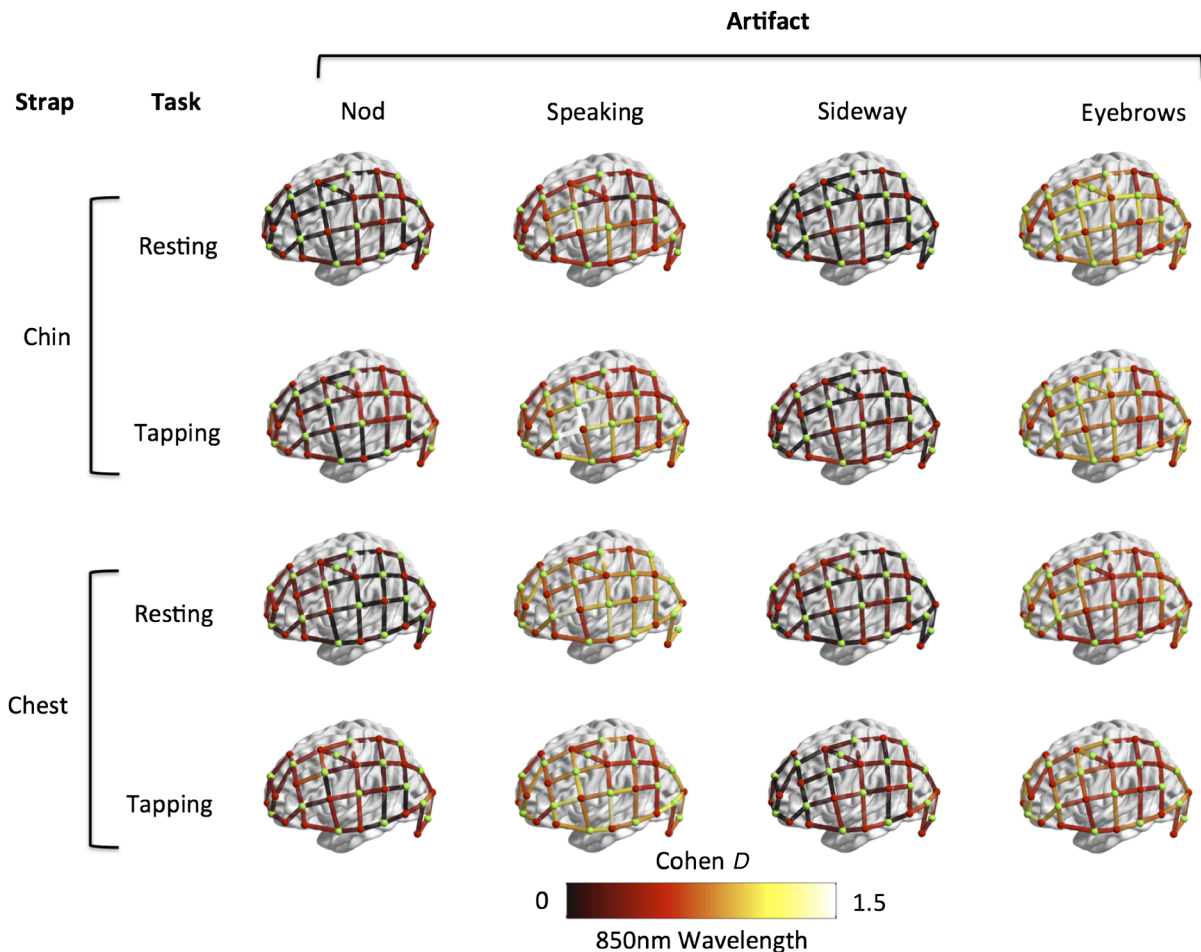 Artifact
Strap Task Nod Speaking Sideway Eyebrows
Resting
Chin
Tapping
Resting
Chest
Tapping
Cohen D
0 1.5
850nm Wavelength